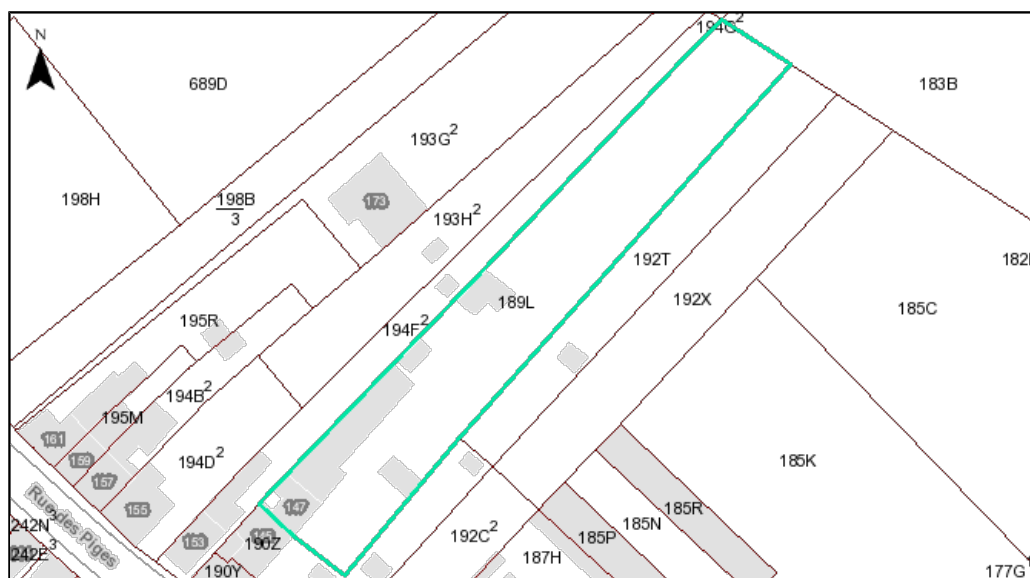 194G²
N
689D
183B
193G²
198H
198B
3
173
193H²
192T
182
192X
189L
185C
195R
194F²
194B²
195M
161
159
157
155
194D²
185K
147
185R
185N
Rue des Piges
242N³
242E³
153
190Z
192C²
185P
187H
190Y
177G